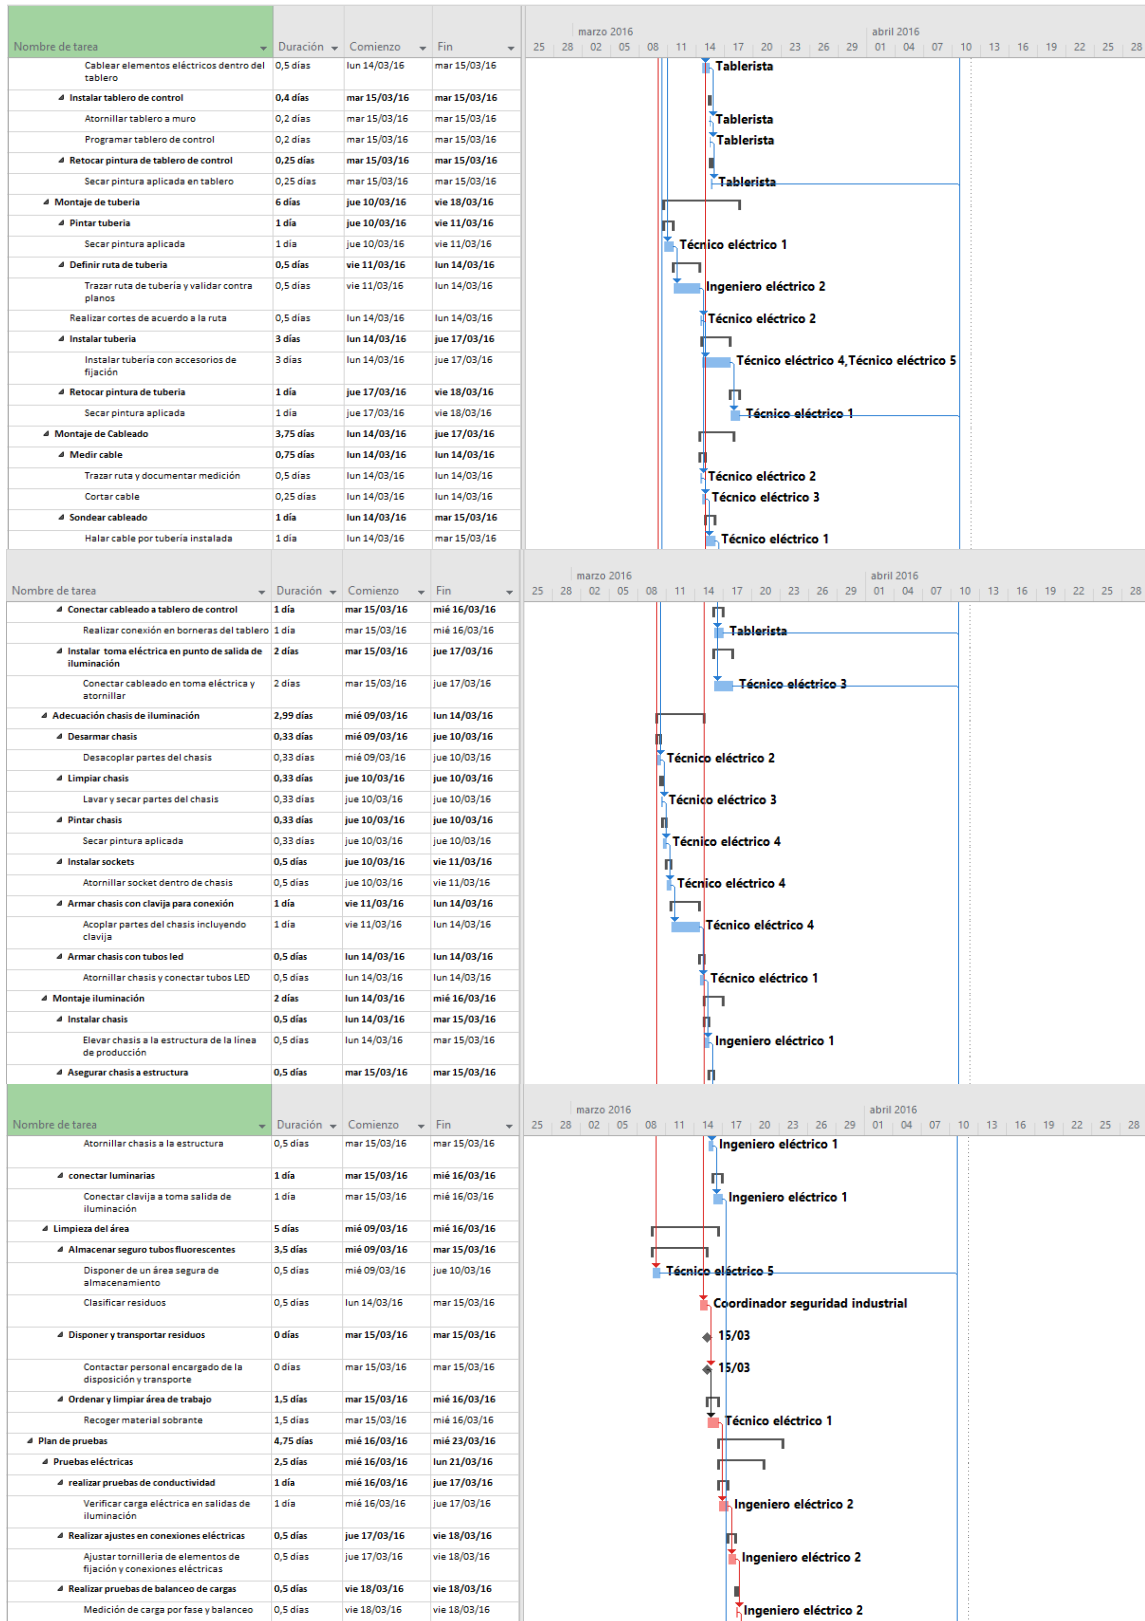 marzo 2016 abril 2016
Nombre de tarea Duración Comienzo Fin 25 28 02 05 08 11 14 17 20 23 26 29 01 04 07 10 13 16 19 22 25 28
Cablear elementos eléctricos dentro del 0,5 días lun 14/03/16 mar 15/03/16 Tablerista
tablero
Instalar tablero de control 0,4 días mar 15/03/16 mar 15/03/16
Atornillar tablero a muro 0,2 días mar 15/03/16 mar 15/03/16 Tablerista
Programar tablero de control 0,2 días mar 15/03/16 mar 15/03/16 Tablerista
Retocar pintura de tablero de control 0,25 días mar 15/03/16 mar 15/03/16
Secar pintura aplicada en tablero 0,25 días mar 15/03/16 mar 15/03/16 Tablerista
Montaje de tuberia 6 días jue 10/03/16 vie 18/03/16
Pintar tuberia 1 día jue 10/03/16 vie 11/03/16
Secar pintura aplicada 1 día jue 10/03/16 vie 11/03/16 Técnico eléctrico 1
Definir ruta de tuberia 0,5 días vie 11/03/16 lun 14/03/16
Trazar ruta de tubería y validar contra 0,5 días vie 11/03/16 lun 14/03/16 Ingeniero eléctrico 2
planos
Realizar cortes de acuerdo a la ruta 0,5 días lun 14/03/16 lun 14/03/16 Técnico eléctrico 2
Instalar tuberia 3 días lun 14/03/16 jue 17/03/16
Instalar tubería con accesorios de 3 días lun 14/03/16 jue 17/03/16 Técnico eléctrico 4,Técnico eléctrico 5
fijación
Retocar pintura de tuberia 1 día jue 17/03/16 vie 18/03/16
Secar pintura aplicada 1 día jue 17/03/16 vie 18/03/16 Técnico eléctrico 1
Montaje de Cableado 3,75 días lun 14/03/16 jue 17/03/16
Medir cable 0,75 días lun 14/03/16 lun 14/03/16
Trazar ruta y documentar medición 0,5 días lun 14/03/16 lun 14/03/16 Técnico eléctrico 2
Cortar cable 0,25 días lun 14/03/16 lun 14/03/16 Técnico eléctrico 3
Sondear cableado 1 día lun 14/03/16 mar 15/03/16
Halar cable por tubería instalada 1 día lun 14/03/16 mar 15/03/16 Técnico eléctrico 1
marzo 2016 abril 2016
Nombre de tarea Duración Comienzo Fin 25 28 02 05 08 11 14 17 20 23 26 29 01 04 07 10 13 16 19 22 25 28
Conectar cableado a tablero de control 1 día mar 15/03/16 mié 16/03/16
Realizar conexión en borneras del tablero 1 día mar 15/03/16 mié 16/03/16 Tablerista
Instalar toma eléctrica en punto de salida de 2 días mar 15/03/16 jue 17/03/16
iluminación
Conectar cableado en toma eléctrica y 2 días mar 15/03/16 jue 17/03/16 Técnico eléctrico 3
atornillar
Adecuación chasis de iluminación 2,99 días mié 09/03/16 lun 14/03/16
Desarmar chasis 0,33 días mié 09/03/16 jue 10/03/16
Desacoplar partes del chasis 0,33 días mié 09/03/16 jue 10/03/16 Técnico eléctrico 2
Limpiar chasis 0,33 días jue 10/03/16 jue 10/03/16
Lavar y secar partes del chasis 0,33 días jue 10/03/16 jue 10/03/16 Técnico eléctrico 3
Pintar chasis 0,33 días jue 10/03/16 jue 10/03/16
Secar pintura aplicada 0,33 días jue 10/03/16 jue 10/03/16 Técnico eléctrico 4
Instalar sockets 0,5 días jue 10/03/16 vie 11/03/16
Atornillar socket dentro de chasis 0,5 días jue 10/03/16 vie 11/03/16 Técnico eléctrico 4
Armar chasis con clavija para conexión 1 día vie 11/03/16 lun 14/03/16
Acoplar partes del chasis incluyendo 1 día vie 11/03/16 lun 14/03/16 Técnico eléctrico 4
clavija
Armar chasis con tubos led 0,5 días lun 14/03/16 lun 14/03/16
Atornillar chasis y conectar tubos LED 0,5 días lun 14/03/16 lun 14/03/16 Técnico eléctrico 1
Montaje iluminación 2 días lun 14/03/16 mié 16/03/16
Instalar chasis 0,5 días lun 14/03/16 mar 15/03/16
Elevar chasis a la estructura de la linea 0,5 días lun 14/03/16 mar 15/03/16 Ingeniero eléctrico 1
de producción
Asegurar chasis a estructura 0,5 días mar 15/03/16 mar 15/03/16
marzo 2016 abril 2016
Nombre de tarea Duración Comienzo Fin 25 28 02 05 08 11 14 17 20 23 26 29 01 04 07 10 13 16 19 22 25 28
Atornillar chasis a la estructura 0,5 días mar 15/03/16 mar 15/03/16 Ingeniero eléctrico 1
conectar luminarias 1 día mar 15/03/16 mié 16/03/16
Conectar clavija a toma salida de 1 día mar 15/03/16 mié 16/03/16 Ingeniero eléctrico 1
iluminación
Limpieza del área 5 días mié 09/03/16 mié 16/03/16
Almacenar seguro tubos fluorescentes 3,5 días mié 09/03/16 mar 15/03/16
Disponer de un área segura de 0,5 días mié 09/03/16 jue 10/03/16 Técnico eléctrico 5
almacenamiento
Clasificar residuos 0,5 días lun 14/03/16 mar 15/03/16 Coordinador seguridad industrial
Disponer y transportar residuos 0 días mar 15/03/16 mar 15/03/16 15/03
Contactar personal encargado de la 0 días mar 15/03/16 mar 15/03/16 15/03
disposición y transporte
Ordenar y limpiar área de trabajo 1,5 días mar 15/03/16 mié 16/03/16
Recoger material sobrante 1,5 días mar 15/03/16 mié 16/03/16 Técnico eléctrico 1
Plan de pruebas 4,75 días mié 16/03/16 mié 23/03/16
Pruebas eléctricas 2,5 días mié 16/03/16 lun 21/03/16
realizar pruebas de conductividad 1 día mié 16/03/16 jue 17/03/16
Verificar carga eléctrica en salidas de 1 día mié 16/03/16 jue 17/03/16 Ingeniero eléctrico 2
iluminación
Realizar ajustes en conexiones eléctricas 0,5 días jue 17/03/16 vie 18/03/16
Ajustar tornilleria de elementos de 0,5 días jue 17/03/16 vie 18/03/16 Ingeniero eléctrico 2
fijación y conexiones eléctricas
Realizar pruebas de balanceo de cargas 0,5 días vie 18/03/16 vie 18/03/16
Medición de carga por fase y balanceo 0,5 días vie 18/03/16 vie 18/03/16 Ingeniero eléctrico 2